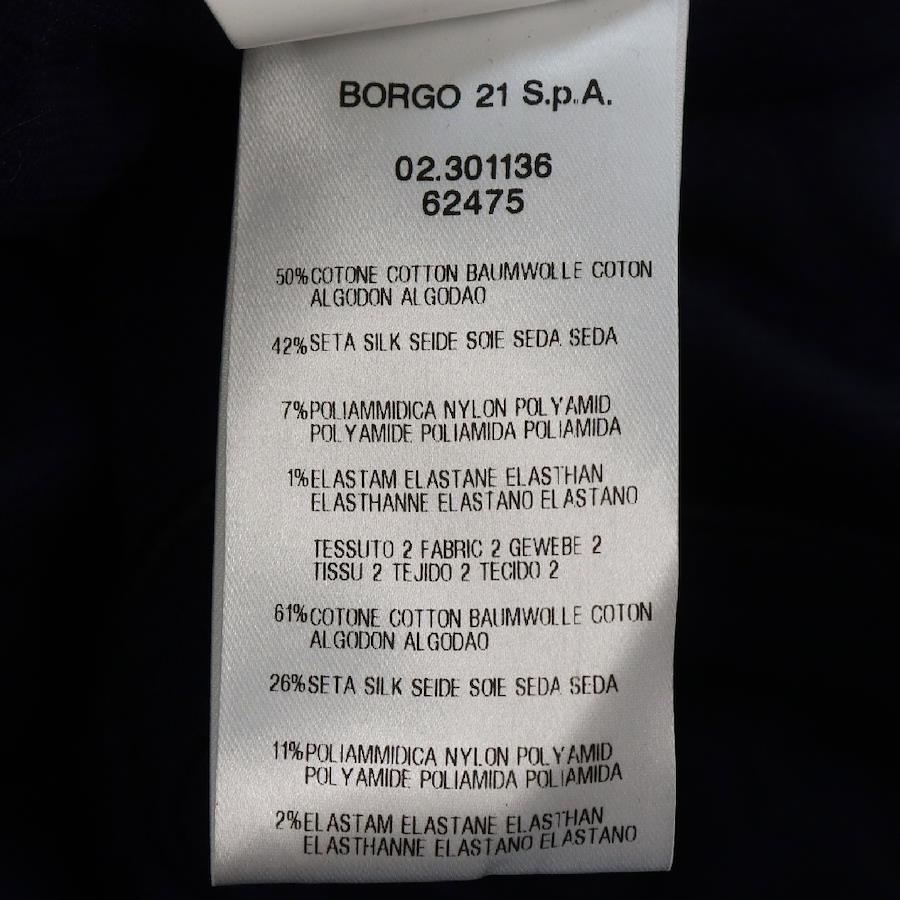 BORGO 21 S.p.A.
02.301136
62475
50% COTONE COTTON BAUMWOLLE COTON
ALGODON ALGODAO
42% SETA SILK SEIDE SOIE SEDA SEDA
7% POLIAMMIDICA NYLON POLYAMID
POLYAMIDE POLIAMIDA POLIAMIDA
1% ELASTAM ELASTANE ELASTHAN
ELASTHANNE ELASTANO ELASTANO
TESSUTO 2 FABRIC 2 GEWEBE 2
TISSU 2 TEJIDO 2 TECIDO 2
61% COTONE COTTON BAUMWOLLE COTON
ALGODON ALGODAO
26% SETA SILK SEIDE SOIE SEDA SEDA
11% POLIAMMIDICA NYLON POLYAMID
POLYAMIDE POLIAMIDA POLIAMIDA
2% ELASTAM ELASTANE ELASTHAN
ELASTHANNE ELASTANO ELASTANO